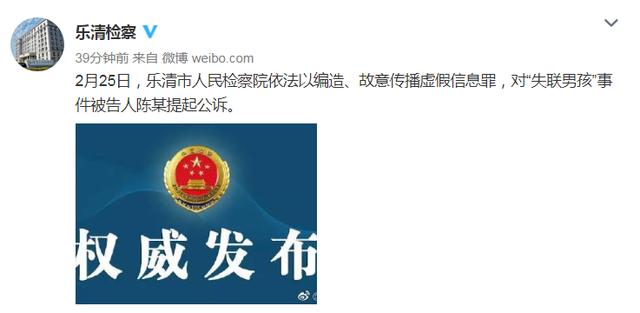 乐清检察
39分钟前 来自 微博 weibo.com
2月25日，乐清市人民检察院依法以编造、故意传播虚假信息罪，对“失联男孩”事
件被告人陈某提起公诉。
权威发布